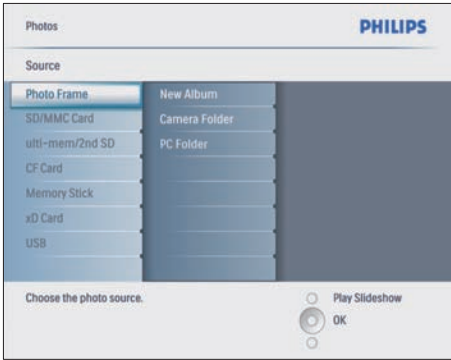 Photos
PHILIPS
Source
Photo Frame
SD/MMC Card
ulti-mem/2nd SD
CF Card
Memory Stick
xD Card
USB
New Album
Camera Folder
PC Folder
Choose the photo source.
Play Slideshow
OK